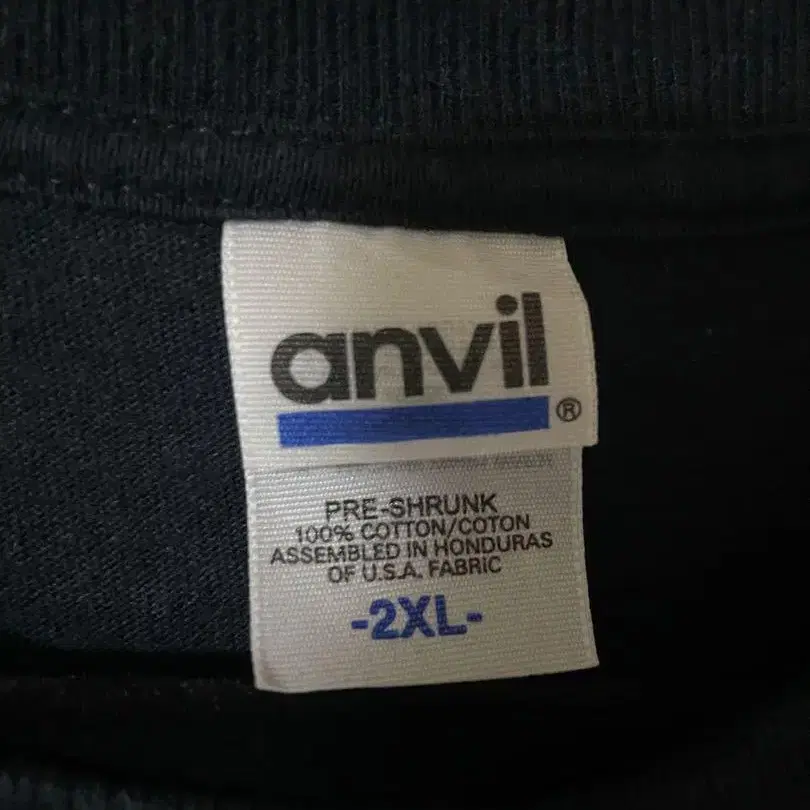 anvil
®
PRE-SHRUNK
100% COTTON/COTON
ASSEMBLED IN HONDURAS
OF U.S.A. FABRIC
-2XL-